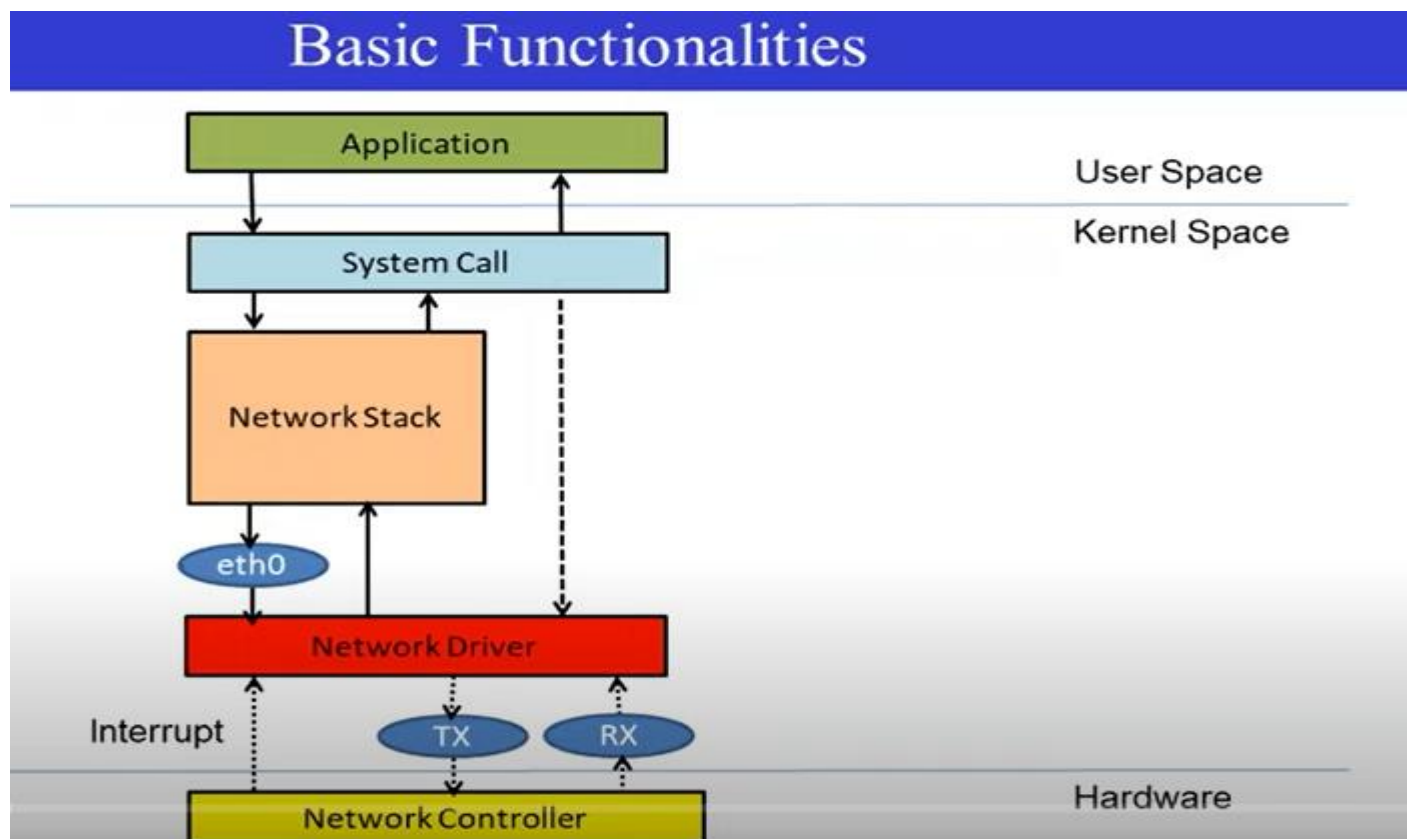 Basic Functionalities
Application
User Space
Kernel Space
System Call
Network Stack
eth0
Network Driver
Interrupt
TX
RX
Hardware
Network Controller